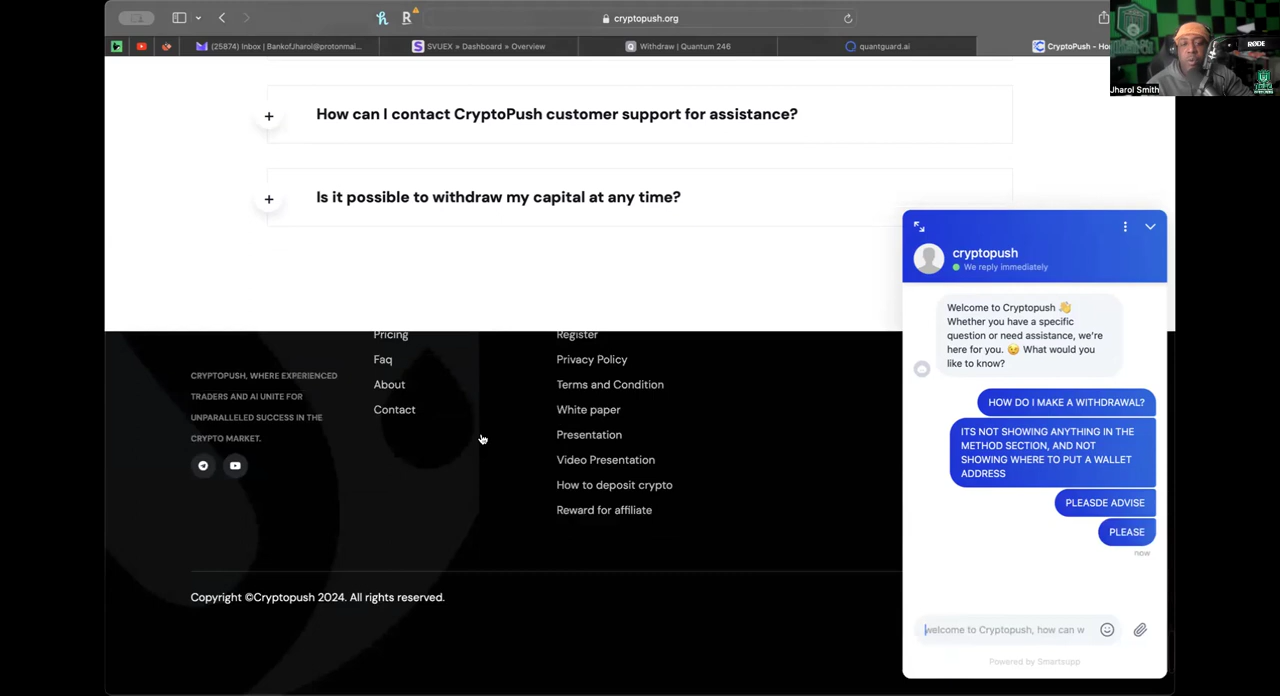 cryptopush.org
(25874) Inbox | BankofJharol@protonmai...
SVUEX » Dashboard » Overview
Withdraw | Quantum 246
quantguard.ai
CryptoPush - Ho
RØDE
Jharol Smith
How can I contact CryptoPush customer support for assistance?
Is it possible to withdraw my capital at any time?
Pricing
Faq
About
Contact
Register
Privacy Policy
Terms and Condition
White paper
Presentation
Video Presentation
How to deposit crypto
Reward for affiliate
CRYPTOPUSH, WHERE EXPERIENCED
TRADERS AND AI UNITE FOR
UNPARALLELED SUCCESS IN THE
CRYPTO MARKET.
Copyright ©Cryptopush 2024. All rights reserved.
cryptopush
We reply immediately
Welcome to Cryptopush 👋
Whether you have a specific
question or need assistance, we're
here for you. 😉 What would you
like to know?
HOW DO I MAKE A WITHDRAWAL?
ITS NOT SHOWING ANYTHING IN THE
METHOD SECTION, AND NOT
SHOWING WHERE TO PUT A WALLET
ADDRESS
PLEASDE ADVISE
PLEASE
now
welcome to Cryptopush, how can w
Powered by Smartsupp